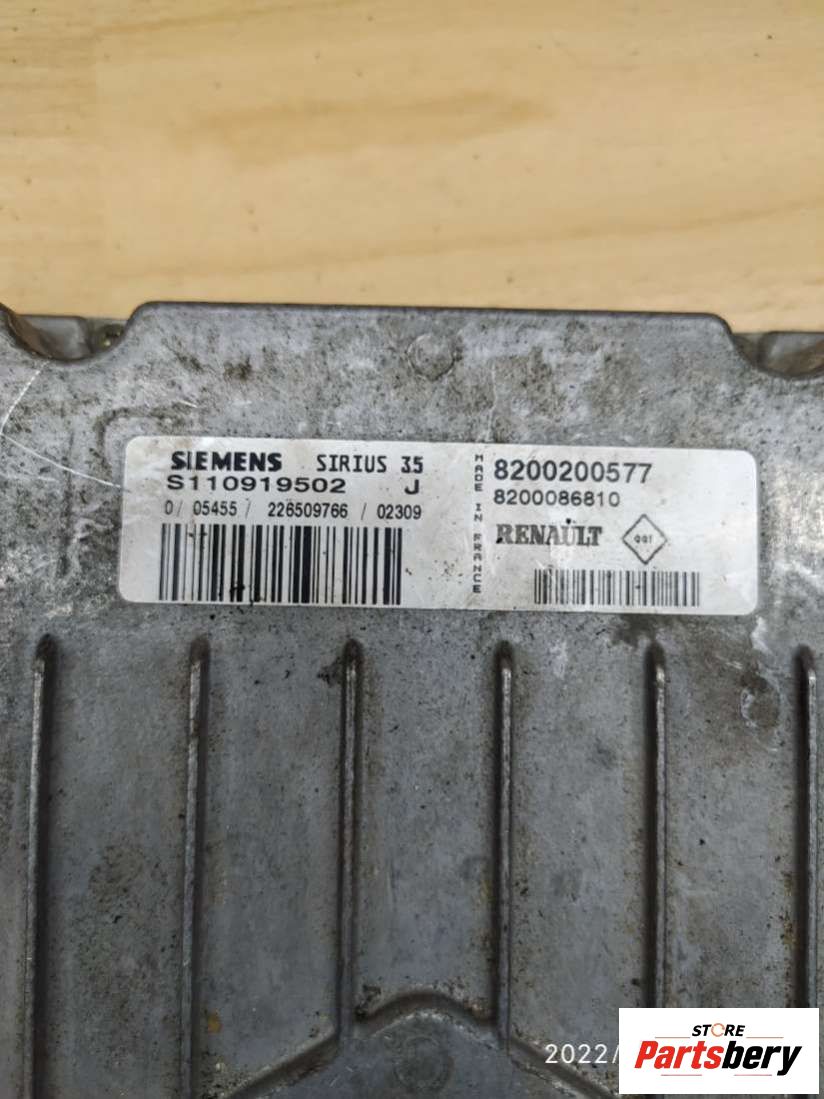 SIEMENS SIRIUS 35
S110919502 J
0/ 05455/ 226509766 / 02309
MADE IN FRANCE
8200200577
8200086810
RENAULT
2022/
STORE
Partsbery